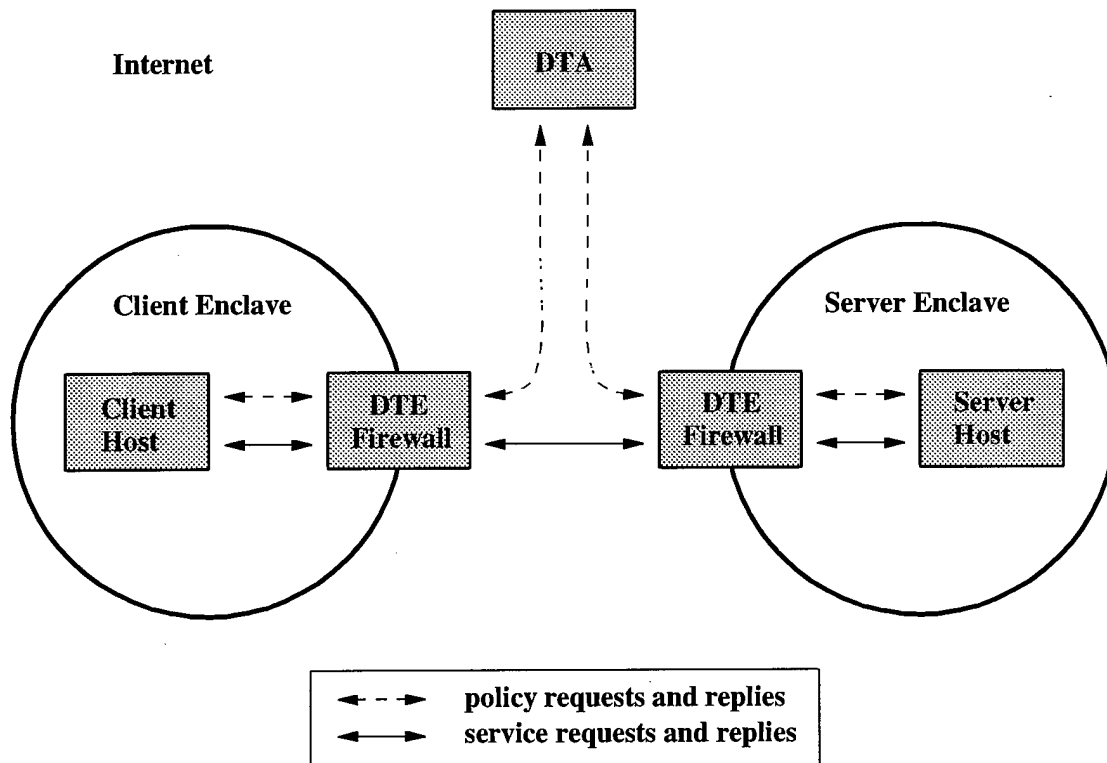 Internet
DTA
Client Enclave
Server Enclave
Client
Host
DTE
Firewall
DTE
Firewall
Server
Host
policy requests and replies
service requests and replies